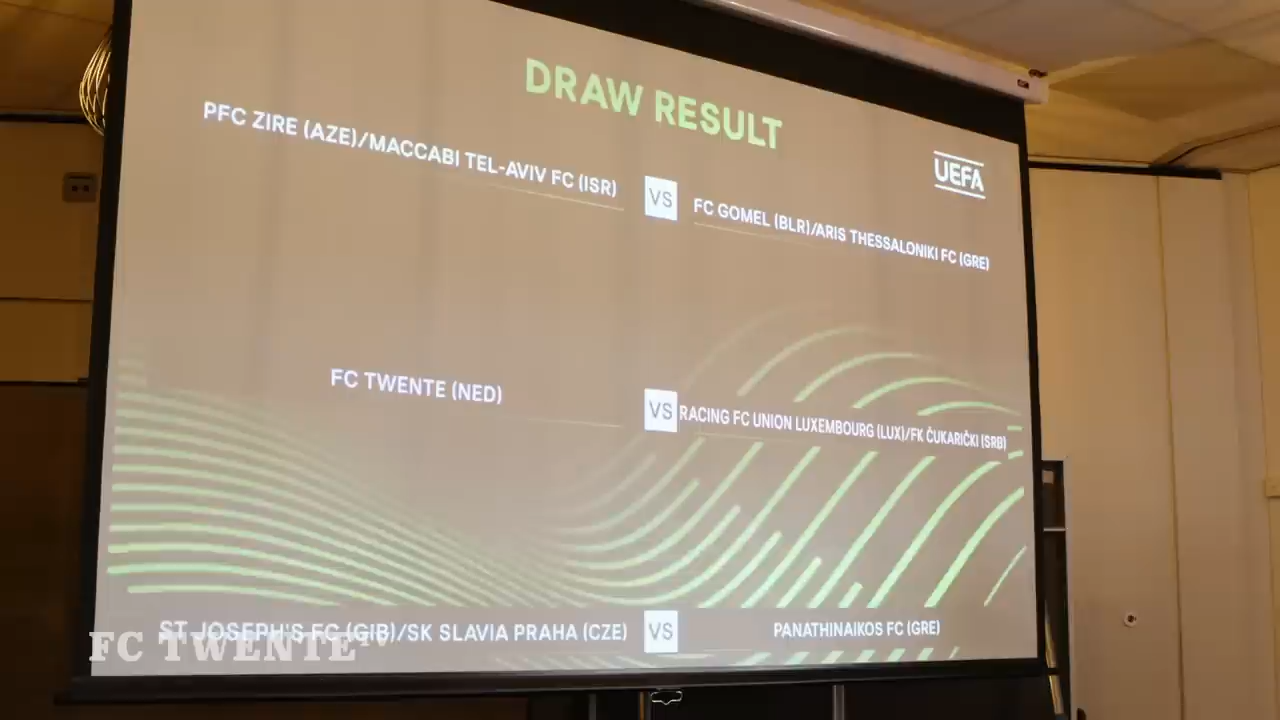 DRAW RESULT
UEFA
PFC ZIRE (AZE)/MACCABI TEL-AVIV FC (ISR)
VS
FC GOMEL (BLR)/ARIS THESSALONIKI FC (GRE)
FC TWENTE (NED)
VS
RACING FC UNION LUXEMBOURG (LUX)/FK ČUKARIČKI (SRB)
ST JOSEPH'S FC (GIB)/SK SLAVIA PRAHA (CZE)
VS
PANATHINAIKOS FC (GRE)
FC TWENTE TV